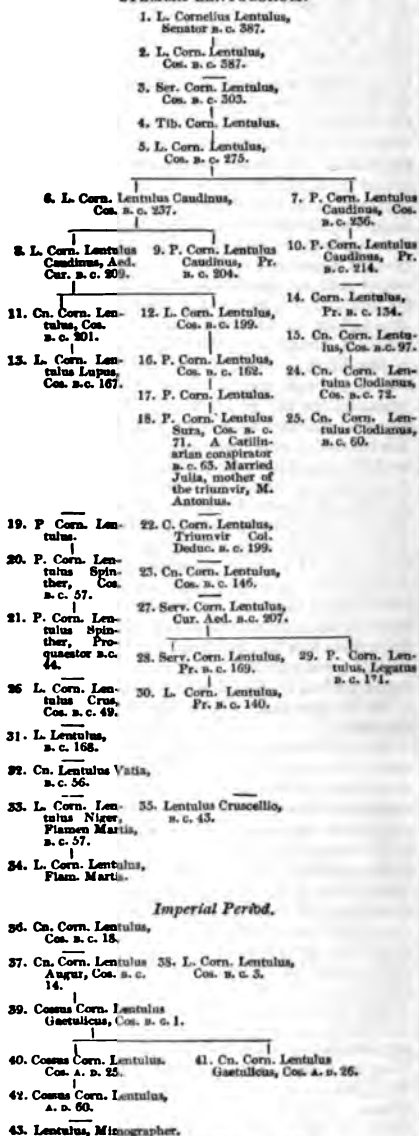 1. L. Cornelius Lentulus,
Senator B. C. 387.
2. L. Corn. Lentulus,
Cos. B. C. 387.
3. Ser. Corn. Lentulus,
Cos. B. C. 303.
4. Tib. Corn. Lentulus.
5. L. Corn. Lentulus,
Cos. B. C. 275.
6. L. Corn. Lentulus Caudinus,
Cos. B. C. 237.
7. P. Corn. Lentulus
Caudinus, Cos.
B. C. 236.
8. L. Corn. Lentulus
Caudinus, Aed.
Cur. B. C. 209.
9. P. Corn. Lentulus
Caudinus, Pr.
B. C. 204.
10. P. Corn. Lentulus
Caudinus, Pr.
B. C. 214.
11. Cn. Corn. Len-
tulus, Cos.
B. C. 201.
12. L. Corn. Lentulus,
Cos. B. C. 199.
14. Corn. Lentulus,
Pr. B. C. 134.
13. L. Corn. Len-
tulus Lupus,
Cos. B. C. 167.
16. P. Corn. Lentulus,
Cos. B. C. 162.
15. Cn. Corn. Lentu-
lus, Cos. B.C. 97.
17. P. Corn. Lentulus.
24. Cn. Corn. Len-
tulus Clodianus,
Cos. B. C. 72.
18. P. Corn. Lentulus
Sura, Cos. B. C.
71. A Catilin-
arian conspirator
B. C. 63. Married
Julia, mother of
the triumvir, M.
Antonius.
25. Cn. Corn. Len-
tulus Clodianus,
B. C. 60.
19. P Corn. Len-
tulus.
20. P. Corn. Len-
tulus Spin-
ther, Cos.
B. C. 57.
21. P. Corn. Len-
tulus Spin-
ther, Pro-
quaestor B.C.
44.
26 L. Corn. Len-
tulus Crus,
Cos. B. C. 49.
22. C. Corn. Lentulus,
Triumvir Col.
Deduc. B. C. 199.
23. Cn. Corn. Lentulus,
Cos. B. C. 146.
27. Serv. Corn. Lentulus,
Cur. Aed. B.C. 207.
28. Serv. Corn. Lentulus,
Pr. B. C. 169.
29. P. Corn. Len-
tulus, Legatus
B. C. 171.
30. L. Corn. Lentulus,
Pr. B. C. 140.
31. L. Lentulus,
B. C. 168.
32. Cn. Lentulus Vatia,
B. C. 56.
33. L. Corn. Len-
tulus Niger,
Flamen Martis,
B. C. 57.
35. Lentulus Cruscellio,
B. C. 43.
34. L. Corn. Lentulus,
Flam. Martis.
Imperial Period.
36. Cn. Corn. Lentulus,
Cos. B. C. 18.
37. Cn. Corn. Lentulus
Augur, Cos. B. C.
14.
38. L. Corn. Lentulus,
Cos. B. C. 3.
39. Cossus Corn. Lentulus
Gaetulicus, Cos. B. C. 1.
40. Cossus Corn. Lentulus.
Cos. A. D. 25.
41. Cn. Corn. Lentulus
Gaetulicus, Cos. A. D. 26.
42. Cossus Corn. Lentulus,
A. D. 60.
43. Lentulus, Mimographer.